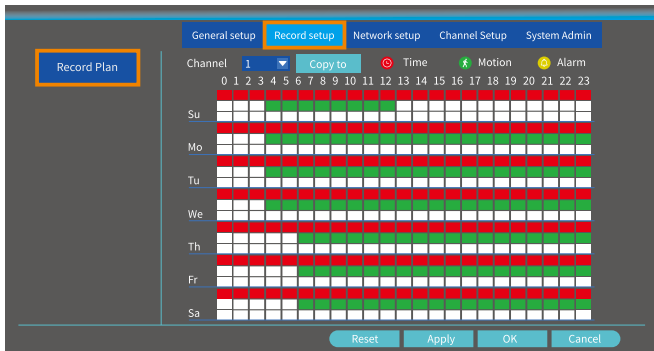 General setup Record setup Network setup Channel Setup System Admin
Record Plan
Channel 1 Copy to Time Motion Alarm
0 1 2 3 4 5 6 7 8 9 10 11 12 13 14 15 16 17 18 19 20 21 22 23
Su
Mo
Tu
We
Th
Fr
Sa
Reset Apply OK Cancel